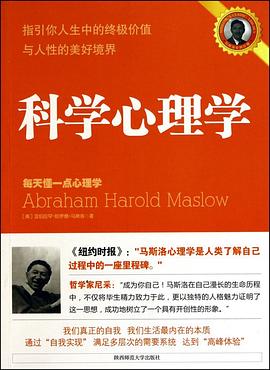 指引你人生中的终极价值
与人性的美好境界
科学心理学
每天懂一点心理学
Abraham Harold Maslow
[美] 亚伯拉罕·哈罗德·马斯洛 / 著
《纽约时报》："马斯洛心理学是人类了解自己
过程中的一座里程碑。"
哲学家尼采："成为你自己！马斯洛在自己漫长的生命历程
中，不仅将毕生精力致力于此，更以独特的人格魅力证明了
这一思想，成功地树立了一个具有开创性的形象。"
我们真正的自我 我们生活最内在的本质
通过"自我实现" 满足多层次的需要系统 达到"高峰体验"
陕西师范大学出版社